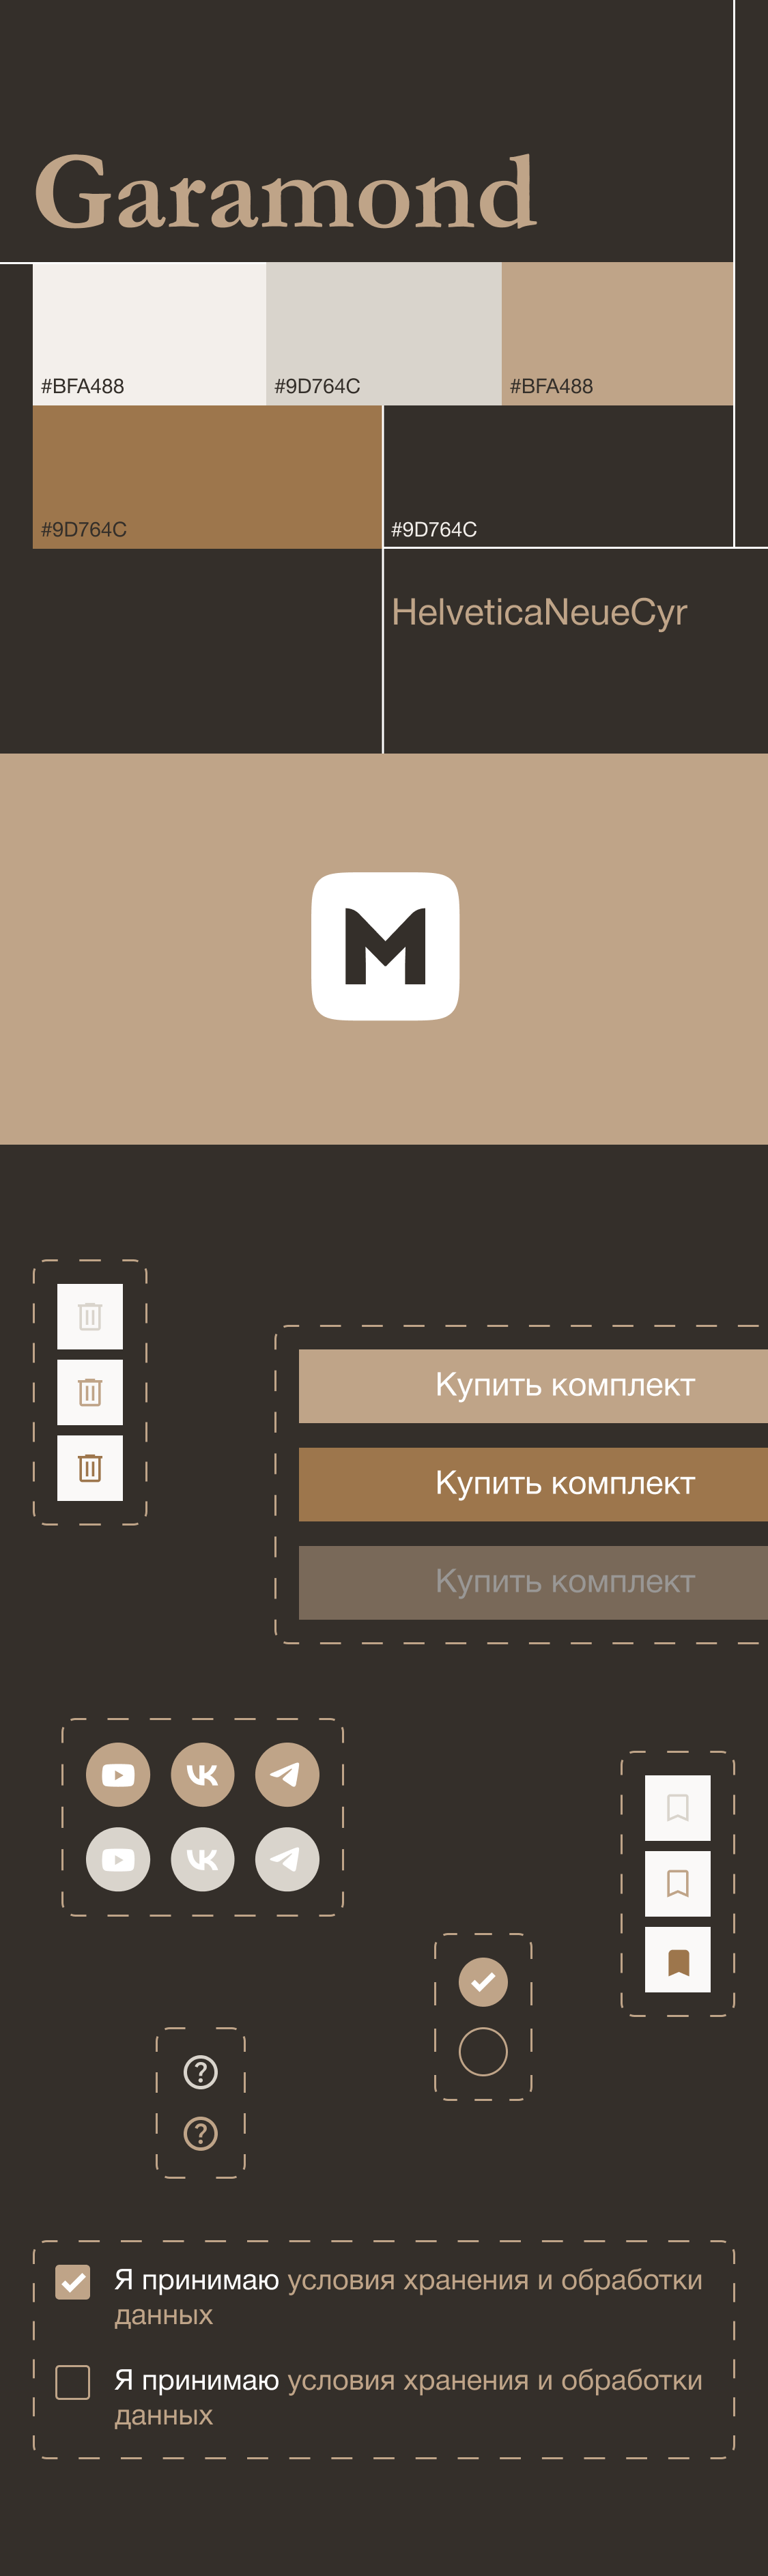 Garamond
#BFA488
#9D764C
#BFA488
#9D764C
#9D764C
HelveticaNeueCyr
M
Купить комплект
Купить комплект
Купить комплект
Я принимаю условия хранения и обработки
данных
Я принимаю условия хранения и обработки
данных